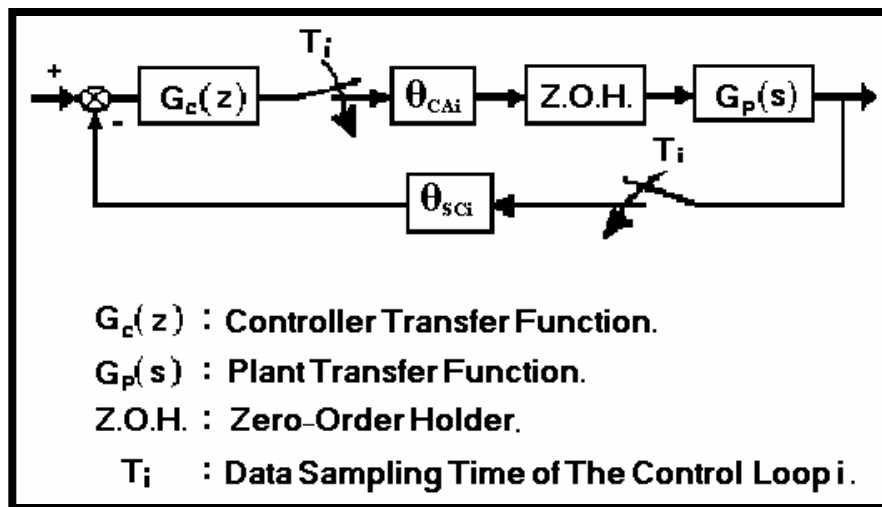 T_i
+
-
G_c(z)
θ_CAi
Z.O.H.
G_P(s)
T_i
θ_SCi
G_c(z) : Controller Transfer Function.
G_P(s) : Plant Transfer Function.
Z.O.H. : Zero-Order Holder.
T_i : Data Sampling Time of The Control Loop i.